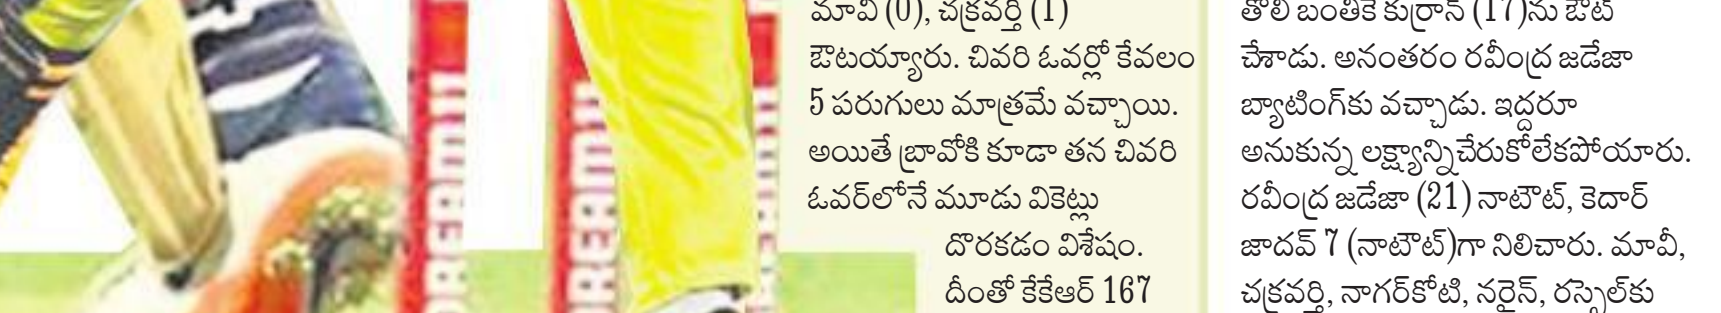 మావి (0), చక్రవర్తి (1)
ఔటయ్యారు. చివరి ఓవర్లో కేవలం
5 పరుగులు మాత్రమే వచ్చాయి.
అయితే బ్రావోకి కూడా తన చివరి
ఓవర్‌లోనే మూడు వికెట్లు
దొరకడం విశేషం.
దీంతో కేకేఆర్ 167
తొలి బంతికే కుర్రాన్ (17)ను ఔట్
చేశాడు. అనంతరం రవీంద్ర జడేజా
బ్యాటింగ్‌కు వచ్చాడు. ఇద్దరూ
అనుకున్న లక్ష్యాన్నిచేరుకోలేకపోయారు.
రవీంద్ర జడేజా (21) నాటౌట్, కెదార్
జాదవ్ 7 (నాటౌట్)గా నిలిచారు. మావీ,
చక్రవర్తి, నాగర్‌కోటి, నరైన్, రస్సెల్‌కు